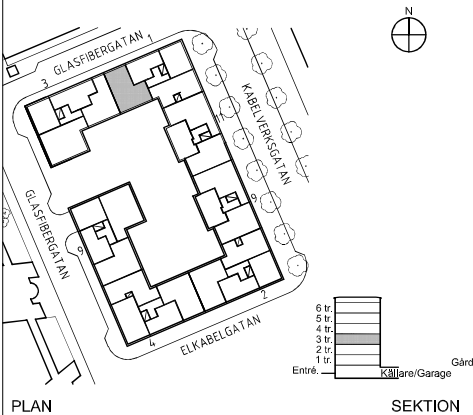 N
GLASFIBERGATAN
1
3
KABELVERKSGATAN
11
GLASFIBERGATAN
9
9
2
4
ELKABELGATAN
6 tr.
5 tr.
4 tr.
3 tr.
2 tr.
1 tr.
Entré.
Källare/Garage
Gård
PLAN
SEKTION